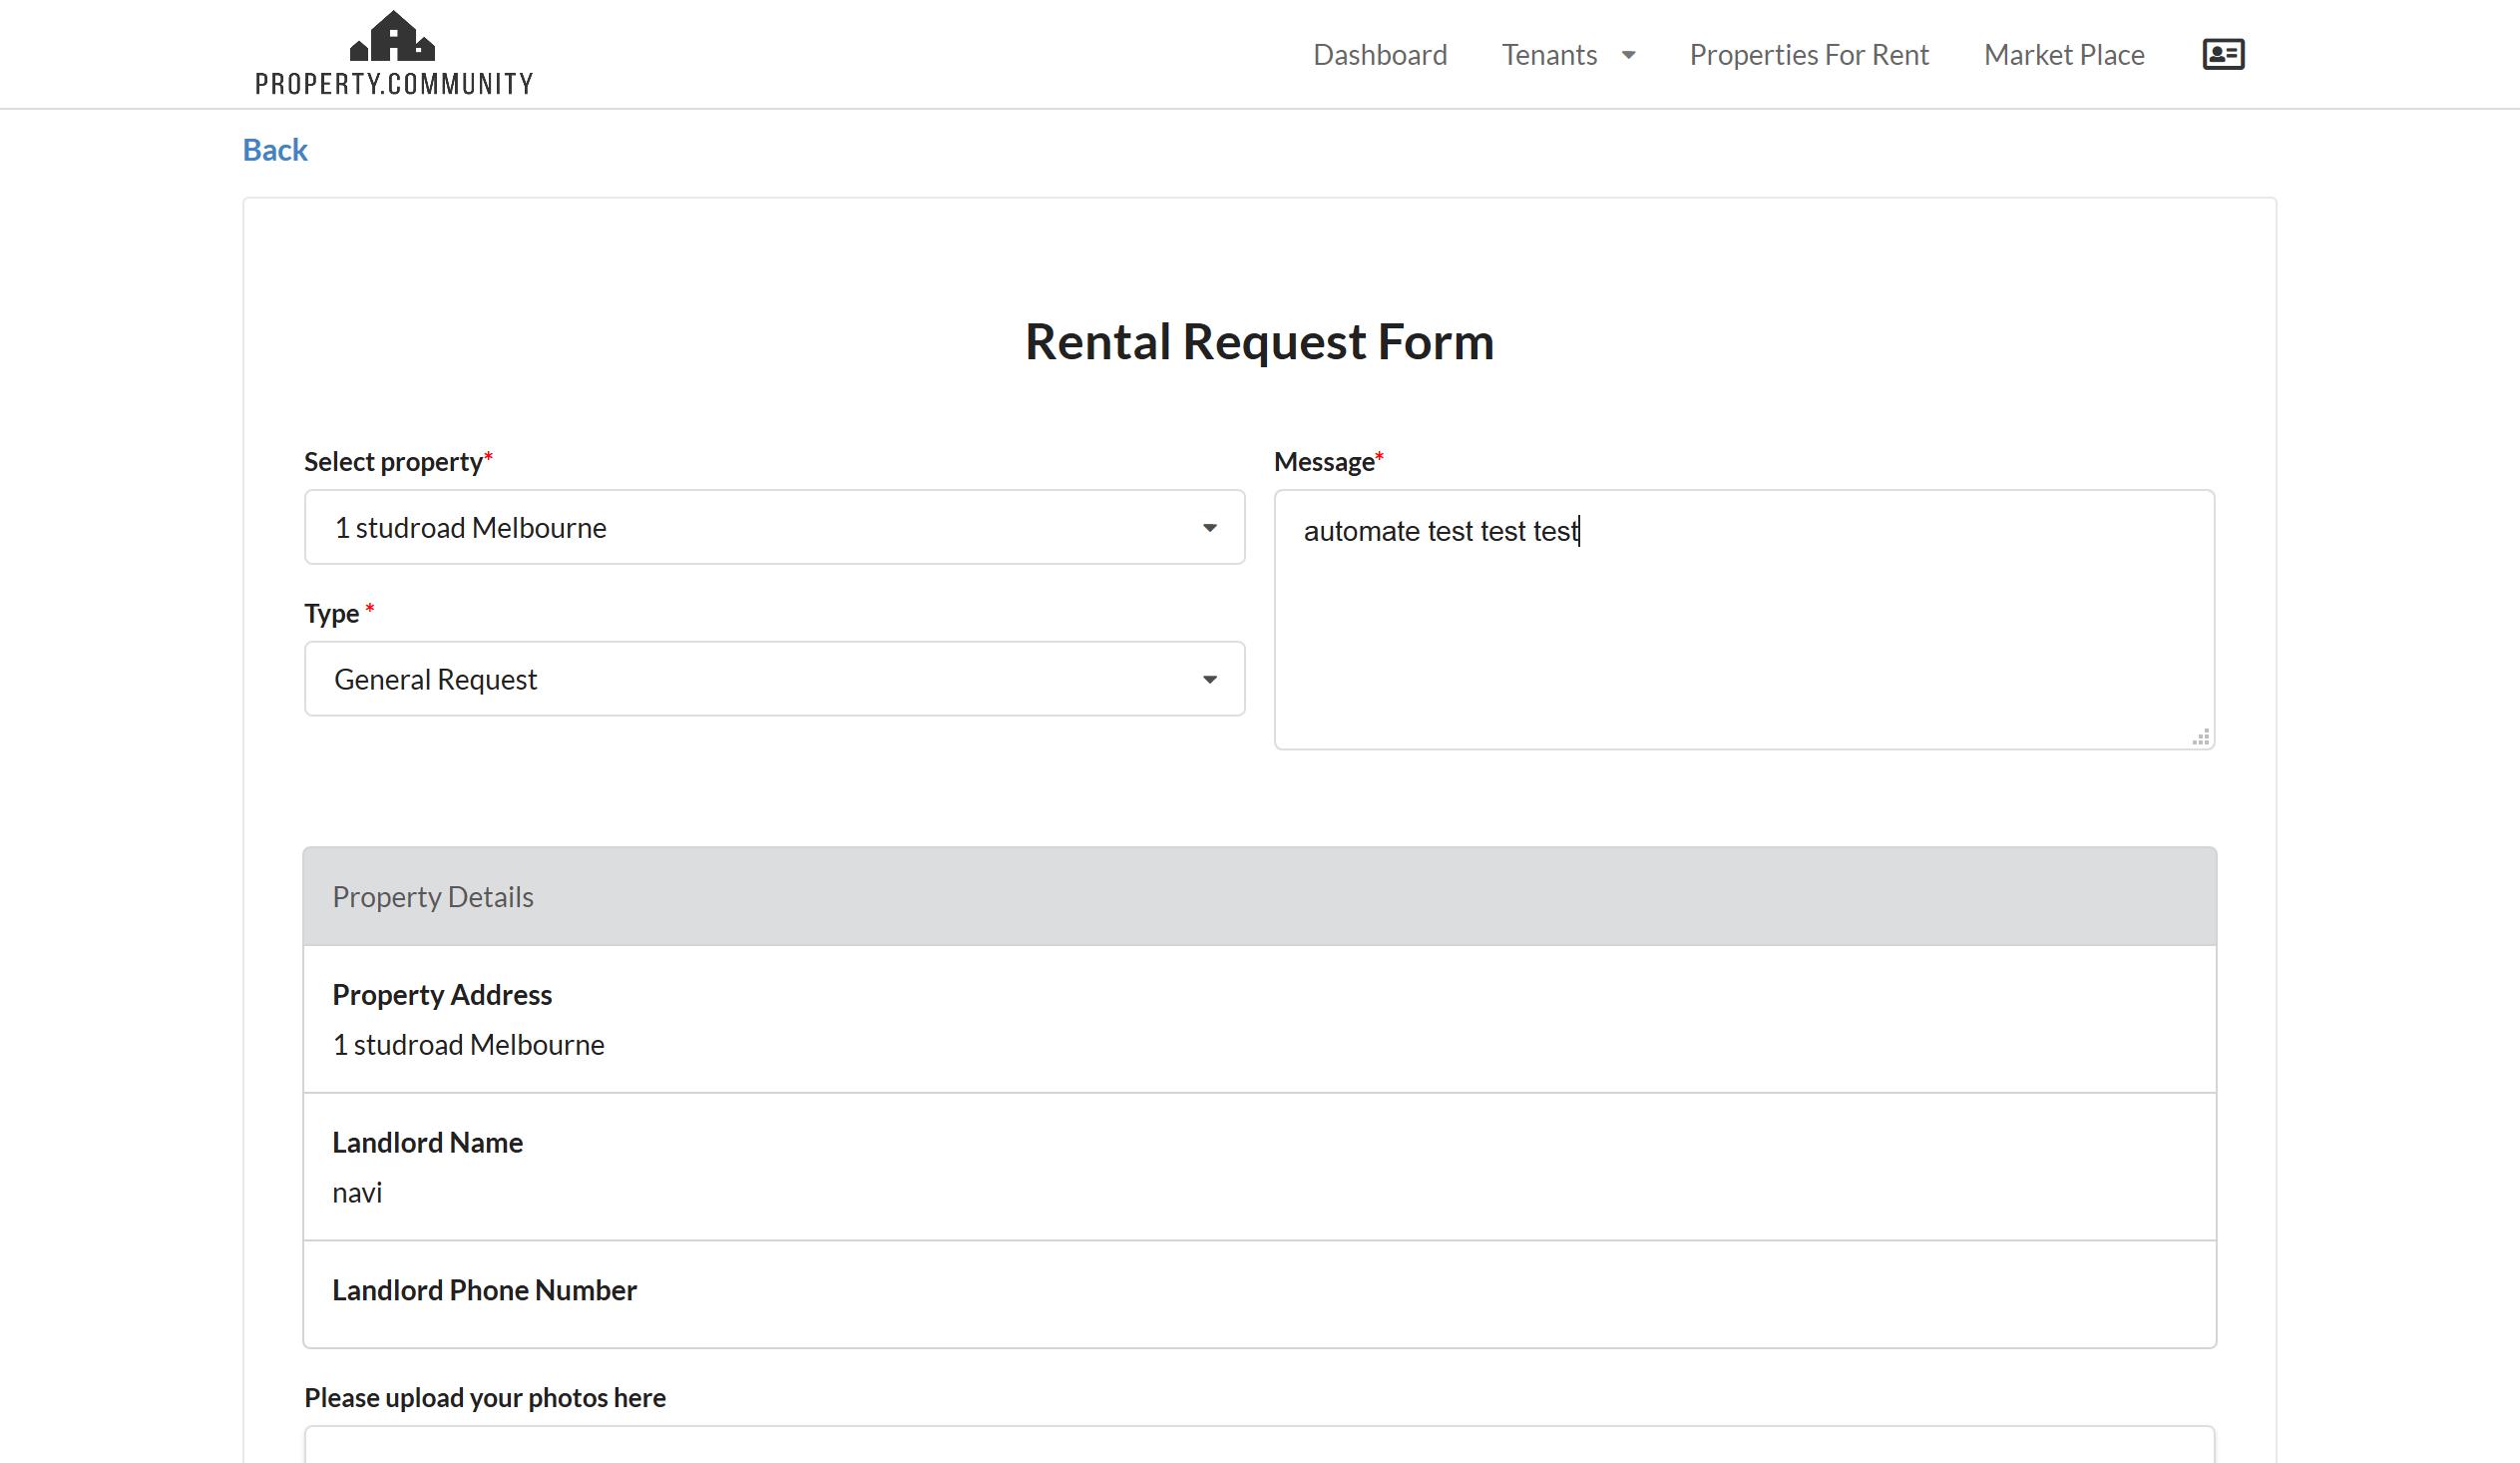 PROPERTY.COMMUNITY
Dashboard Tenants Properties For Rent Market Place
Back
Rental Request Form
Select property*
1 studroad Melbourne
Type *
General Request
Message*
automate test test test
Property Details
Property Address
1 studroad Melbourne
Landlord Name
navi
Landlord Phone Number
Please upload your photos here